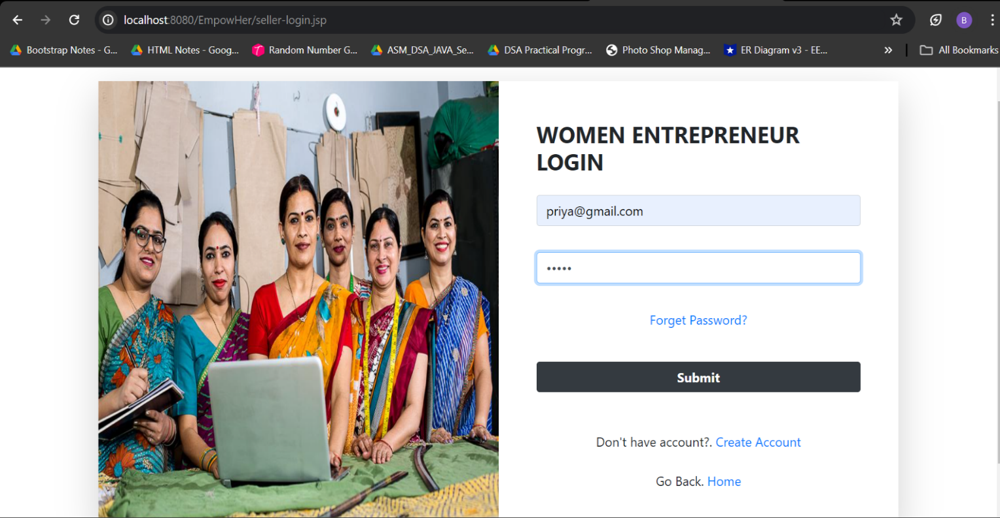 localhost:8080/EmpowHer/seller-login.jsp
B
Bootstrap Notes - G...
HTML Notes - Goog...
Random Number G...
ASM_DSA_JAVA_Se...
DSA Practical Progr...
Photo Shop Manag...
ER Diagram v3 - EE...
All Bookmarks
WOMEN ENTREPRENEUR
LOGIN
priya@gmail.com
•••••
Forget Password?
Submit
Don't have account?. Create Account
Go Back. Home